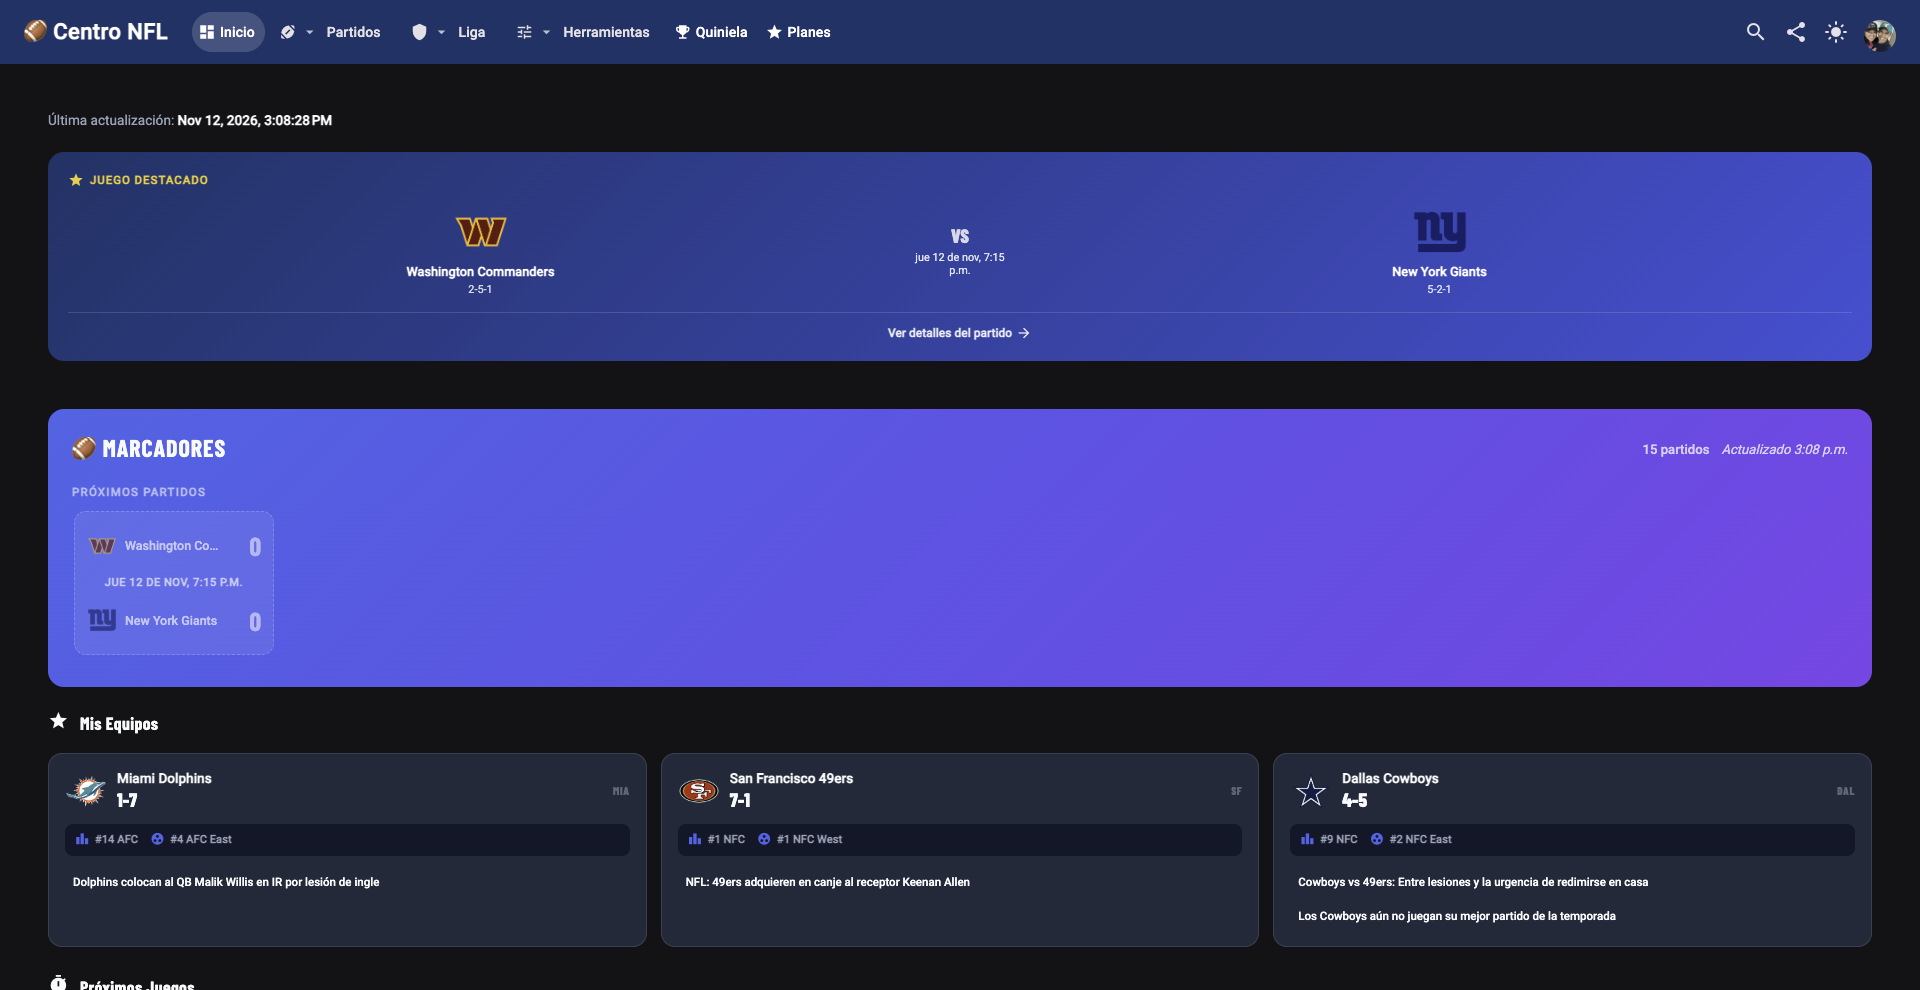 Centro NFL
Inicio
Partidos
Liga
Herramientas
Quiniela
Planes
Última actualización: Nov 12, 2026, 3:08:28 PM
JUEGO DESTACADO
Washington Commanders
2-5-1
VS
jue 12 de nov, 7:15
p.m.
ny
New York Giants
5-2-1
Ver detalles del partido
MARCADORES
15 partidos
Actualizado 3:08 p.m.
PRÓXIMOS PARTIDOS
Washington Co...
0
JUE 12 DE NOV, 7:15 P.M.
ny
New York Giants
0
Mis Equipos
Miami Dolphins
1-7
MIA
#14 AFC
#4 AFC East
Dolphins colocan al QB Malik Willis en IR por lesión de ingle
SF
San Francisco 49ers
7-1
SF
#1 NFC
#1 NFC West
NFL: 49ers adquieren en canje al receptor Keenan Allen
Dallas Cowboys
4-5
DAL
#9 NFC
#2 NFC East
Cowboys vs 49ers: Entre lesiones y la urgencia de redimirse en casa
Los Cowboys aún no juegan su mejor partido de la temporada
Próximos Juegos